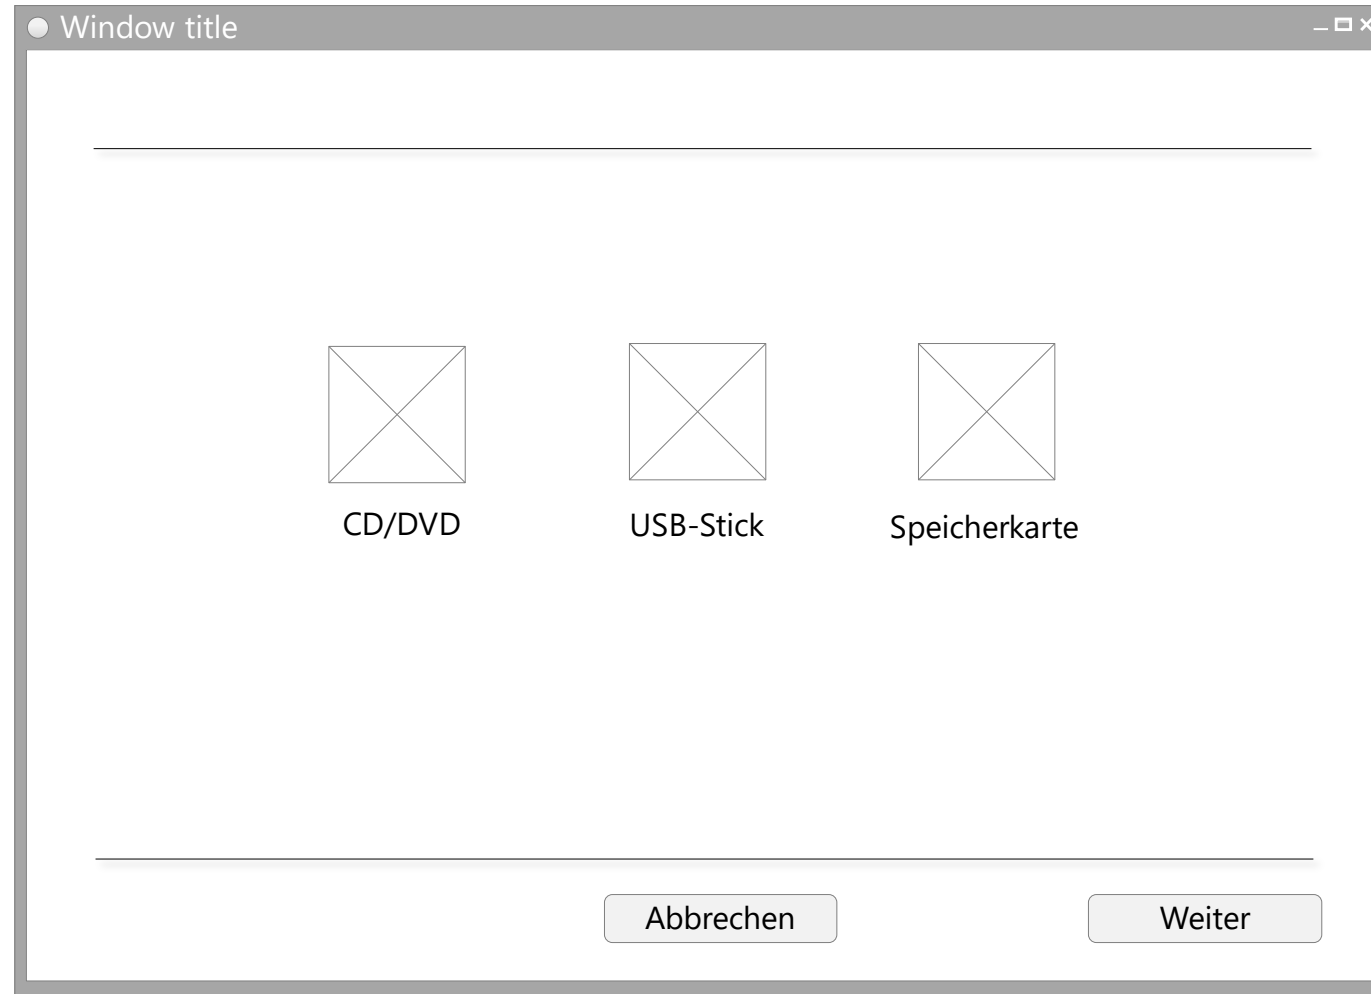 Window title
CD/DVD
USB-Stick
Speicherkarte
Abbrechen
Weiter